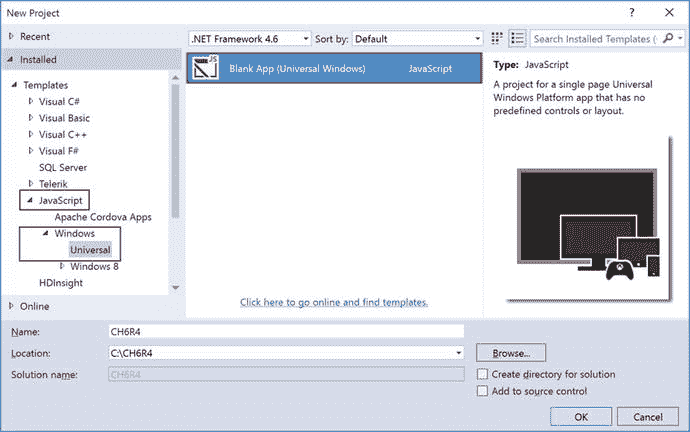 New Project
Recent
.NET Framework 4.6
Sort by: Default
Search Installed Templates (
Installed
Templates
Visual C#
Visual Basic
Visual C++
Visual F#
SQL Server
Telerik
JavaScript
Apache Cordova Apps
Windows
Universal
Windows 8
HDInsight
Online
JS
Blank App (Universal Windows) JavaScript
Click here to go online and find templates.
Type: JavaScript
A project for a single page Universal
Windows Platform app that has no
predefined controls or layout.
Name: CH6R4
Location: C:\CH6R4
Browse...
Solution name: CH6R4
Create directory for solution
Add to source control
OK
Cancel